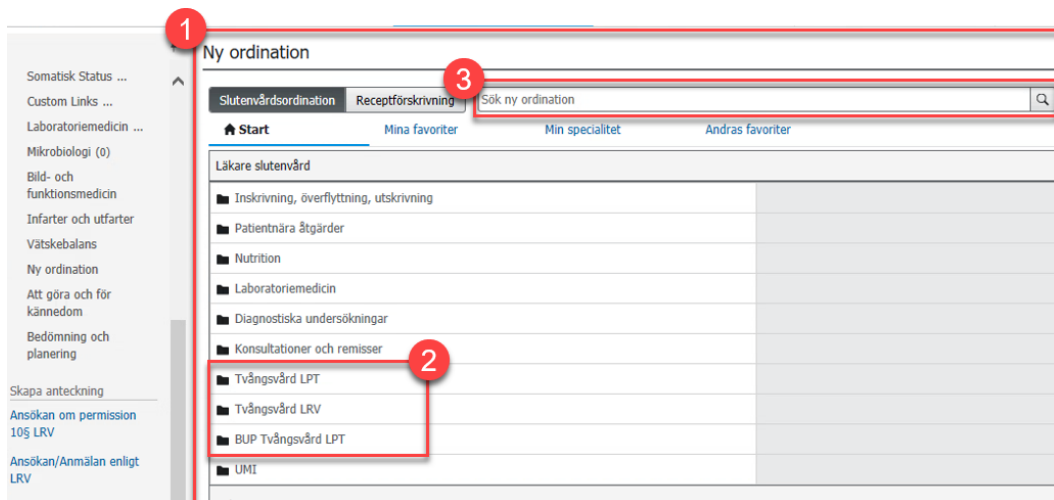 1
Ny ordination
3
Somatisk Status ...
Custom Links ...
Laboratoriemedicin ...
Mikrobiologi (0)
Bild- och
funktionsmedicin
Infarter och utfarter
Vätskebalans
Ny ordination
Att göra och för
kännedom
Bedömning och
planering
Skapa anteckning
Ansökan om permission
10§ LRV
Ansökan/Anmälan enligt
LRV
Slutenvårdsordination Receptförskrivning Sök ny ordination
Start Mina favoriter Min specialitet Andras favoriter
Läkare slutenvård
Inskrivning, överflyttning, utskrivning
Patientnära åtgärder
Nutrition
Laboratoriemedicin
Diagnostiska undersökningar
Konsultationer och remisser
2
Tvångsvård LPT
Tvångsvård LRV
BUP Tvångsvård LPT
UMI